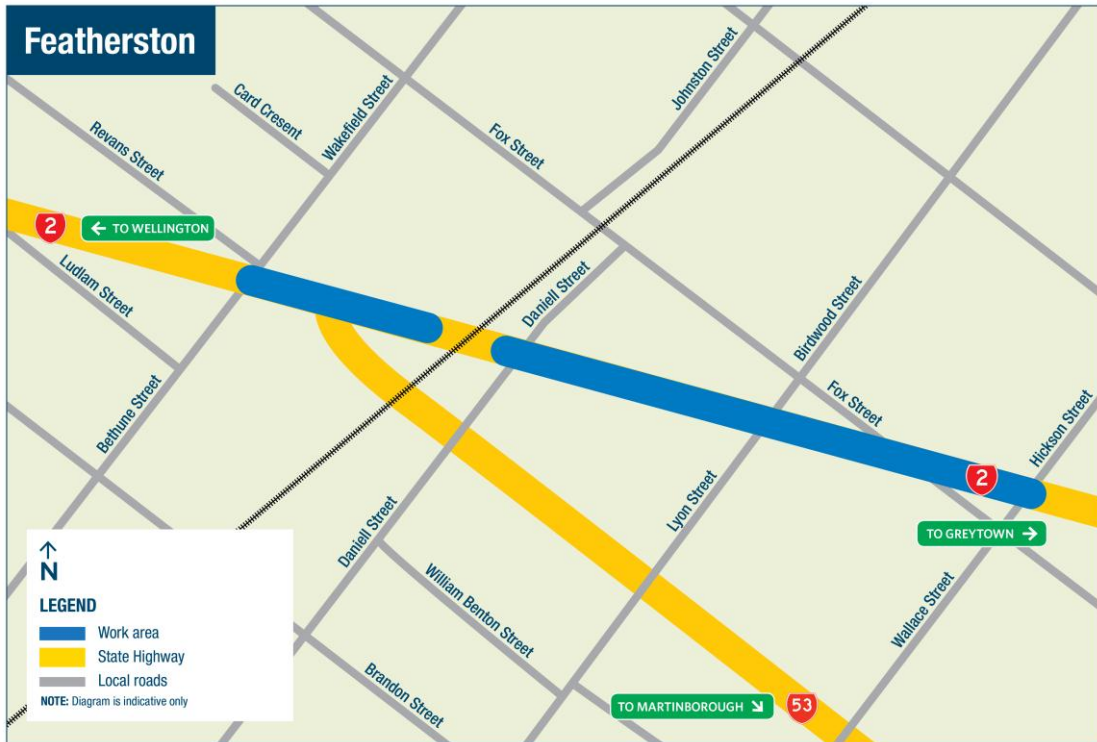 Featherston
Card Cresent
Wakefield Street
Johnston Street
Revans Street
Fox Street
2
← TO WELLINGTON
Ludlam Street
Daniell Street
Birdwood Street
Bethune Street
Fox Street
Hickson Street
2
Lyon Street
Daniell Street
TO GREYTOWN →
↑
N
LEGEND
Work area
State Highway
Local roads
NOTE: Diagram is indicative only
William Benton Street
Wallace Street
Brandon Street
TO MARTINBOROUGH ↘
53